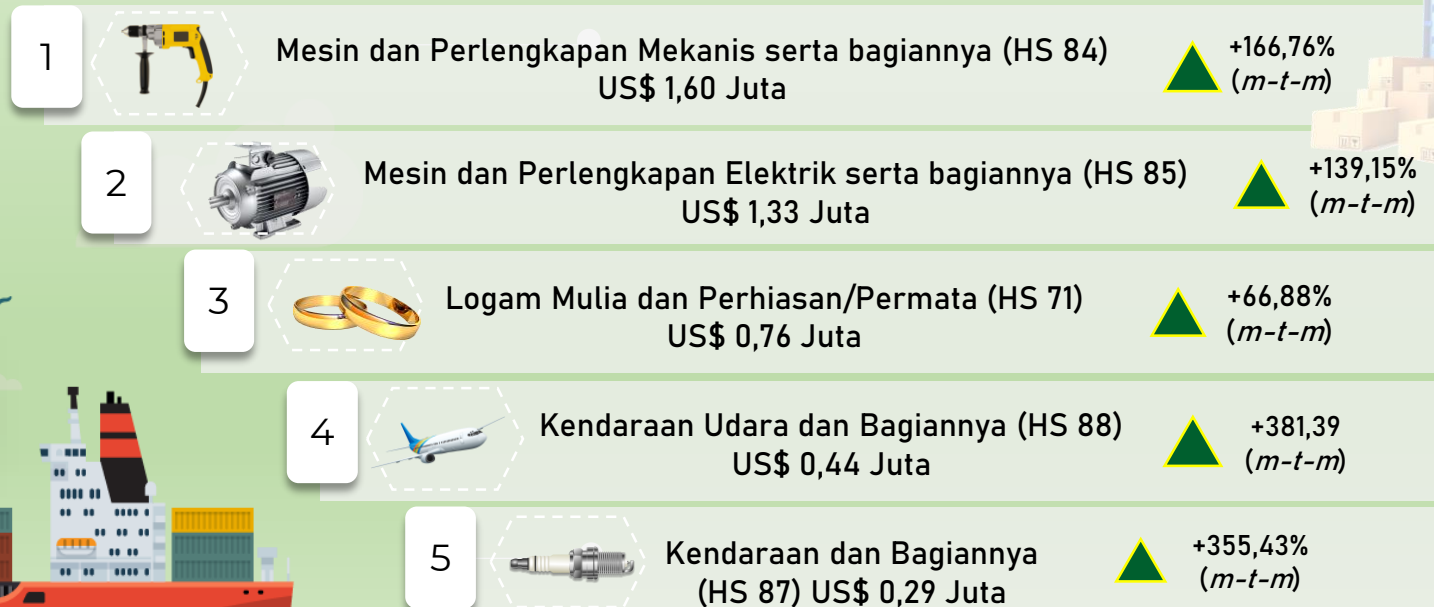 1
Mesin dan Perlengkapan Mekanis serta bagiannya (HS 84)
US$ 1,60 Juta
+166,76%
(m-t-m)
2
Mesin dan Perlengkapan Elektrik serta bagiannya (HS 85)
US$ 1,33 Juta
+139,15%
(m-t-m)
3
Logam Mulia dan Perhiasan/Permata (HS 71)
US$ 0,76 Juta
+66,88%
(m-t-m)
4
Kendaraan Udara dan Bagiannya (HS 88)
US$ 0,44 Juta
+381,39
(m-t-m)
5
Kendaraan dan Bagiannya
(HS 87) US$ 0,29 Juta
+355,43%
(m-t-m)